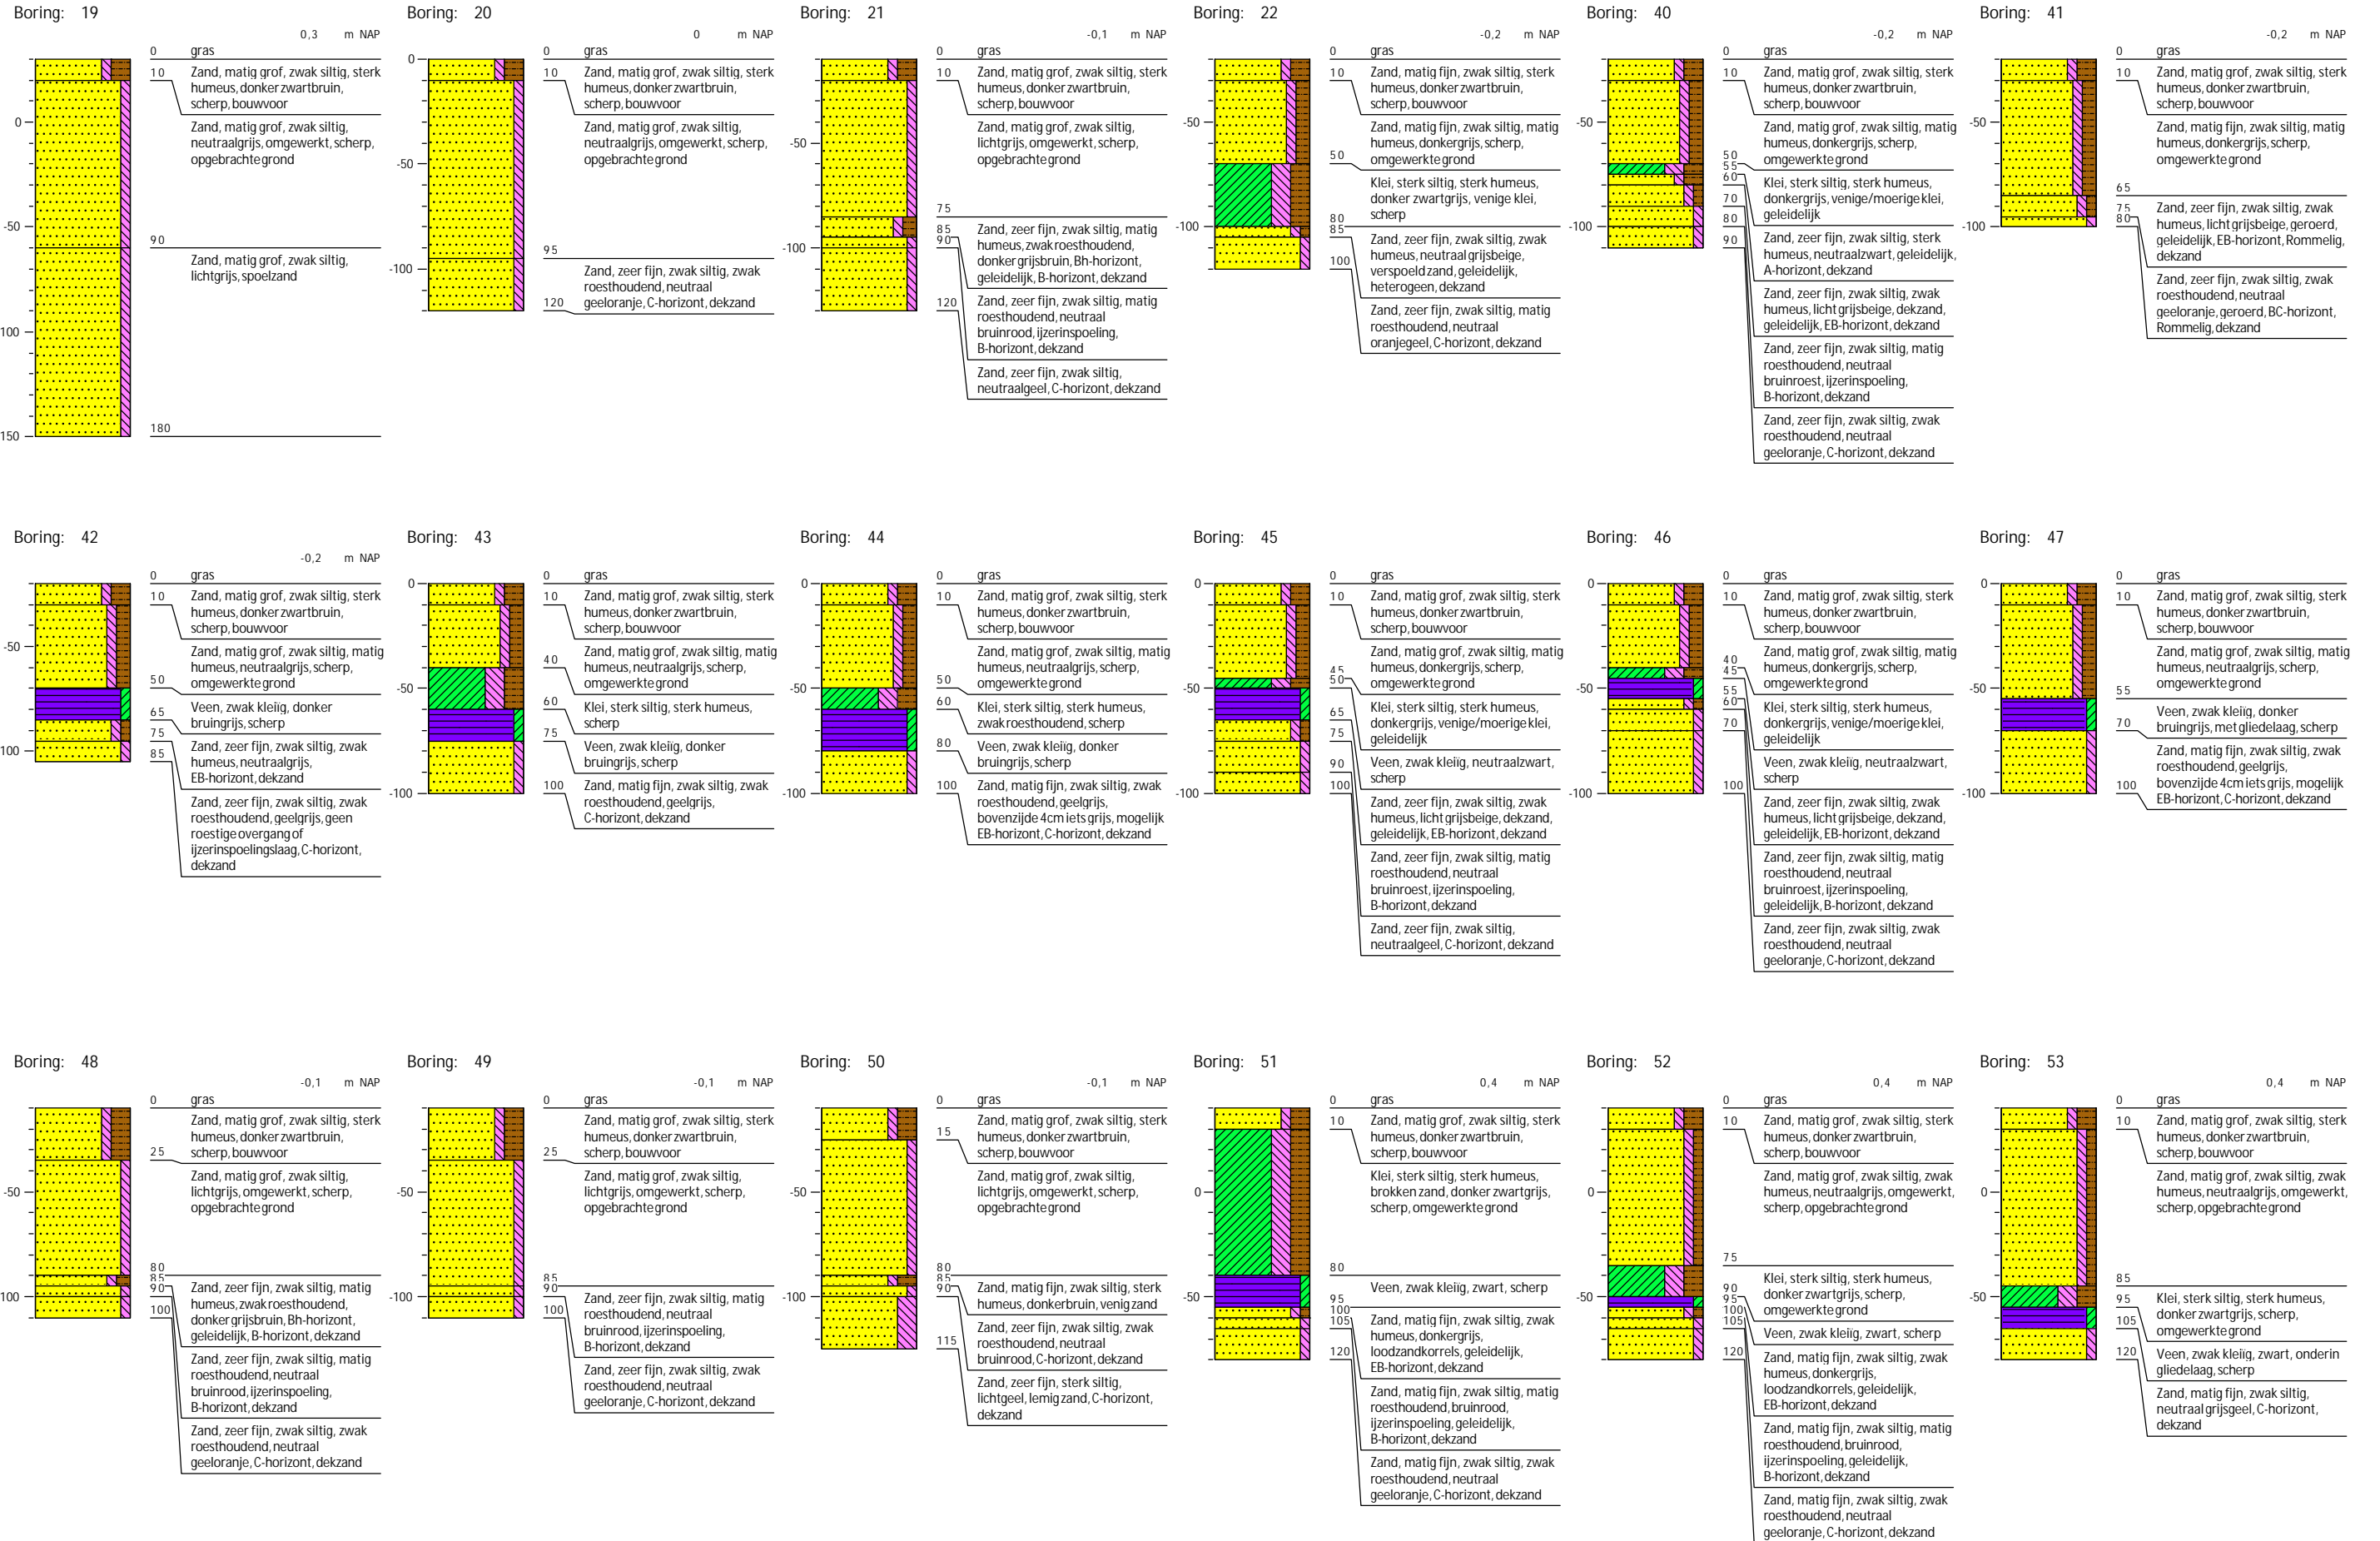 Boring: 19
0,3 m NAP
0 gras
10 Zand, matig grof, zwak siltig, sterk
humeus, donker zwartbruin,
scherp, bouwvoor
Zand, matig grof, zwak siltig,
neutraalgrijs, omgewerkt, scherp,
opgebrachte grond
90
Zand, matig grof, zwak siltig,
lichtgrijs, spoelzand
180
0
-50
100
150
Boring: 20
0 m NAP
0 gras
10 Zand, matig grof, zwak siltig, sterk
humeus, donker zwartbruin,
scherp, bouwvoor
Zand, matig grof, zwak siltig,
neutraalgrijs, omgewerkt, scherp,
opgebrachte grond
95
Zand, zeer fijn, zwak siltig, zwak
roesthoudend, neutraal
120 geeloranje, C-horizont, dekzand
0
-50
-100
Boring: 21
-0,1 m NAP
0 gras
10 Zand, matig grof, zwak siltig, sterk
humeus, donker zwartbruin,
scherp, bouwvoor
Zand, matig grof, zwak siltig,
lichtgrijs, omgewerkt, scherp,
opgebrachte grond
75
85 Zand, zeer fijn, zwak siltig, matig
90 humeus, zwak roesthoudend,
donker grijsbruin, Bh-horizont,
geleidelijk, B-horizont, dekzand
120 Zand, zeer fijn, zwak siltig, matig
roesthoudend, neutraal
bruinrood, ijzerinspoeling,
B-horizont, dekzand
Zand, zeer fijn, zwak siltig,
neutraalgeel, C-horizont, dekzand
-50
-100
Boring: 22
-0,2 m NAP
0 gras
10 Zand, matig fijn, zwak siltig, sterk
humeus, donker zwartbruin,
scherp, bouwvoor
Zand, matig fijn, zwak siltig, matig
humeus, donkergrijs, scherp,
50 omgewerkte grond
Klei, sterk siltig, sterk humeus,
donker zwartgrijs, venige klei,
80 scherp
85 Zand, zeer fijn, zwak siltig, zwak
humeus, neutraal grijsbeige,
100 verspoeld zand, geleidelijk,
heterogeen, dekzand
Zand, zeer fijn, zwak siltig, matig
roesthoudend, neutraal
oranjegeel, C-horizont, dekzand
-50
-100
Boring: 40
-0,2 m NAP
0 gras
10 Zand, matig grof, zwak siltig, sterk
humeus, donker zwartbruin,
scherp, bouwvoor
Zand, matig grof, zwak siltig, matig
humeus, donkergrijs, scherp,
50 omgewerkte grond
55
60 Klei, sterk siltig, sterk humeus,
70 donkergrijs, venige/moerige klei,
80 geleidelijk
90 Zand, zeer fijn, zwak siltig, sterk
humeus, neutraalzwart, geleidelijk,
A-horizont, dekzand
Zand, zeer fijn, zwak siltig, zwak
humeus, licht grijsbeige, dekzand,
geleidelijk, EB-horizont, dekzand
Zand, zeer fijn, zwak siltig, matig
roesthoudend, neutraal
bruinroest, ijzerinspoeling,
B-horizont, dekzand
Zand, zeer fijn, zwak siltig, zwak
roesthoudend, neutraal
geeloranje, C-horizont, dekzand
-50
-100
Boring: 41
-0,2 m NAP
0 gras
10 Zand, matig grof, zwak siltig, sterk
humeus, donker zwartbruin,
scherp, bouwvoor
Zand, matig fijn, zwak siltig, matig
humeus, donkergrijs, scherp,
omgewerkte grond
65
75 Zand, zeer fijn, zwak siltig, zwak
80 humeus, licht grijsbeige, geroerd,
geleidelijk, EB-horizont, Rommelig,
dekzand
Zand, zeer fijn, zwak siltig, zwak
roesthoudend, neutraal
geeloranje, geroerd, BC-horizont,
Rommelig, dekzand
-50
-100
Boring: 42
-0,2 m NAP
0 gras
10 Zand, matig grof, zwak siltig, sterk
humeus, donker zwartbruin,
scherp, bouwvoor
Zand, matig grof, zwak siltig, matig
humeus, neutraalgrijs, scherp,
50 omgewerkte grond
Veen, zwak kleiïg, donker
65 bruingrijs, scherp
75 Zand, zeer fijn, zwak siltig, zwak
85 humeus, neutraalgrijs,
EB-horizont, dekzand
Zand, zeer fijn, zwak siltig, zwak
roesthoudend, geelgrijs, geen
roestige overgang of
ijzerinspoelingslaag, C-horizont,
dekzand
-50
100
Boring: 43
0 gras
10 Zand, matig grof, zwak siltig, sterk
humeus, donker zwartbruin,
scherp, bouwvoor
40 Zand, matig grof, zwak siltig, matig
humeus, neutraalgrijs, scherp,
omgewerkte grond
60 Klei, sterk siltig, sterk humeus,
scherp
75 Veen, zwak kleiïg, donker
bruingrijs, scherp
100 Zand, matig fijn, zwak siltig, zwak
roesthoudend, geelgrijs,
C-horizont, dekzand
0
-50
-100
Boring: 44
0 gras
10 Zand, matig grof, zwak siltig, sterk
humeus, donker zwartbruin,
scherp, bouwvoor
Zand, matig grof, zwak siltig, matig
humeus, neutraalgrijs, scherp,
50 omgewerkte grond
60 Klei, sterk siltig, sterk humeus,
zwak roesthoudend, scherp
80 Veen, zwak kleiïg, donker
bruingrijs, scherp
100 Zand, matig fijn, zwak siltig, zwak
roesthoudend, geelgrijs,
bovenzijde 4cm iets grijs, mogelijk
EB-horizont, C-horizont, dekzand
0
-50
-100
Boring: 45
0 gras
10 Zand, matig grof, zwak siltig, sterk
humeus, donker zwartbruin,
scherp, bouwvoor
Zand, matig grof, zwak siltig, matig
45 humeus, donkergrijs, scherp,
50 omgewerkte grond
65 Klei, sterk siltig, sterk humeus,
donkergrijs, venige/moerige klei,
75 geleidelijk
90 Veen, zwak kleiïg, neutraalzwart,
scherp
100 Zand, zeer fijn, zwak siltig, zwak
humeus, licht grijsbeige, dekzand,
geleidelijk, EB-horizont, dekzand
Zand, zeer fijn, zwak siltig, matig
roesthoudend, neutraal
bruinroest, ijzerinspoeling,
B-horizont, dekzand
Zand, zeer fijn, zwak siltig,
neutraalgeel, C-horizont, dekzand
0
-50
-100
Boring: 46
0 gras
10 Zand, matig grof, zwak siltig, sterk
humeus, donker zwartbruin,
scherp, bouwvoor
40 Zand, matig grof, zwak siltig, matig
45 humeus, donkergrijs, scherp,
55 omgewerkte grond
60 Klei, sterk siltig, sterk humeus,
70 donkergrijs, venige/moerige klei,
geleidelijk
Veen, zwak kleiïg, neutraalzwart,
scherp
100 Zand, zeer fijn, zwak siltig, zwak
humeus, licht grijsbeige, dekzand,
geleidelijk, EB-horizont, dekzand
Zand, zeer fijn, zwak siltig, matig
roesthoudend, neutraal
bruinroest, ijzerinspoeling,
geleidelijk, B-horizont, dekzand
Zand, zeer fijn, zwak siltig, zwak
roesthoudend, neutraal
geeloranje, C-horizont, dekzand
0
-50
-100
Boring: 47
0 gras
10 Zand, matig grof, zwak siltig, sterk
humeus, donker zwartbruin,
scherp, bouwvoor
Zand, matig grof, zwak siltig, matig
humeus, neutraalgrijs, scherp,
55 omgewerkte grond
Veen, zwak kleiïg, donker
70 bruingrijs, met gliedelaag, scherp
Zand, matig fijn, zwak siltig, zwak
roesthoudend, geelgrijs,
bovenzijde 4cm iets grijs, mogelijk
100 EB-horizont, C-horizont, dekzand
0
-50
-100
Boring: 48
-0,1 m NAP
0 gras
Zand, matig grof, zwak siltig, sterk
humeus, donker zwartbruin,
25 scherp, bouwvoor
Zand, matig grof, zwak siltig,
lichtgrijs, omgewerkt, scherp,
opgebrachte grond
80
85 Zand, zeer fijn, zwak siltig, matig
90 humeus, zwak roesthoudend,
100 donker grijsbruin, Bh-horizont,
geleidelijk, B-horizont, dekzand
Zand, zeer fijn, zwak siltig, matig
roesthoudend, neutraal
bruinrood, ijzerinspoeling,
B-horizont, dekzand
Zand, zeer fijn, zwak siltig, zwak
roesthoudend, neutraal
geeloranje, C-horizont, dekzand
-50
100
Boring: 49
-0,1 m NAP
0 gras
Zand, matig grof, zwak siltig, sterk
humeus, donker zwartbruin,
25 scherp, bouwvoor
Zand, matig grof, zwak siltig,
lichtgrijs, omgewerkt, scherp,
opgebrachte grond
85
90 Zand, zeer fijn, zwak siltig, matig
100 roesthoudend, neutraal
bruinrood, ijzerinspoeling,
B-horizont, dekzand
Zand, zeer fijn, zwak siltig, zwak
roesthoudend, neutraal
geeloranje, C-horizont, dekzand
-50
-100
Boring: 50
-0,1 m NAP
0 gras
Zand, matig grof, zwak siltig, sterk
15 humeus, donker zwartbruin,
scherp, bouwvoor
Zand, matig grof, zwak siltig,
lichtgrijs, omgewerkt, scherp,
opgebrachte grond
80
85 Zand, matig fijn, zwak siltig, sterk
90 humeus, donkerbruin, venig zand
Zand, zeer fijn, zwak siltig, zwak
115 roesthoudend, neutraal
bruinrood, C-horizont, dekzand
Zand, zeer fijn, sterk siltig,
lichtgeel, lemig zand, C-horizont,
dekzand
-50
-100
Boring: 51
0,4 m NAP
0 gras
10 Zand, matig grof, zwak siltig, sterk
humeus, donker zwartbruin,
scherp, bouwvoor
Klei, sterk siltig, sterk humeus,
brokken zand, donker zwartgrijs,
scherp, omgewerkte grond
80
Veen, zwak kleiïg, zwart, scherp
95
100 Zand, matig fijn, zwak siltig, zwak
105 humeus, donkergrijs,
loodzandkorrels, geleidelijk,
120 EB-horizont, dekzand
Zand, matig fijn, zwak siltig, matig
roesthoudend, bruinrood,
ijzerinspoeling, geleidelijk,
B-horizont, dekzand
Zand, matig fijn, zwak siltig, zwak
roesthoudend, neutraal
geeloranje, C-horizont, dekzand
0
-50
Boring: 52
0,4 m NAP
0 gras
10 Zand, matig grof, zwak siltig, sterk
humeus, donker zwartbruin,
scherp, bouwvoor
Zand, matig grof, zwak siltig, zwak
humeus, neutraalgrijs, omgewerkt,
scherp, opgebrachte grond
75
Klei, sterk siltig, sterk humeus,
90 donker zwartgrijs, scherp,
95 omgewerkte grond
100
105 Veen, zwak kleiïg, zwart, scherp
120 Zand, matig fijn, zwak siltig, zwak
humeus, donkergrijs,
loodzandkorrels, geleidelijk,
EB-horizont, dekzand
Zand, matig fijn, zwak siltig, matig
roesthoudend, bruinrood,
ijzerinspoeling, geleidelijk,
B-horizont, dekzand
Zand, matig fijn, zwak siltig, zwak
roesthoudend, neutraal
geeloranje, C-horizont, dekzand
0
-50
Boring: 53
0,4 m NAP
0 gras
10 Zand, matig grof, zwak siltig, sterk
humeus, donker zwartbruin,
scherp, bouwvoor
Zand, matig grof, zwak siltig, zwak
humeus, neutraalgrijs, omgewerkt,
scherp, opgebrachte grond
85
95 Klei, sterk siltig, sterk humeus,
donker zwartgrijs, scherp,
105 omgewerkte grond
Veen, zwak kleiïg, zwart, onderin
120 gliedelaag, scherp
Zand, matig fijn, zwak siltig,
neutraal grijsgeel, C-horizont,
dekzand
0
-50